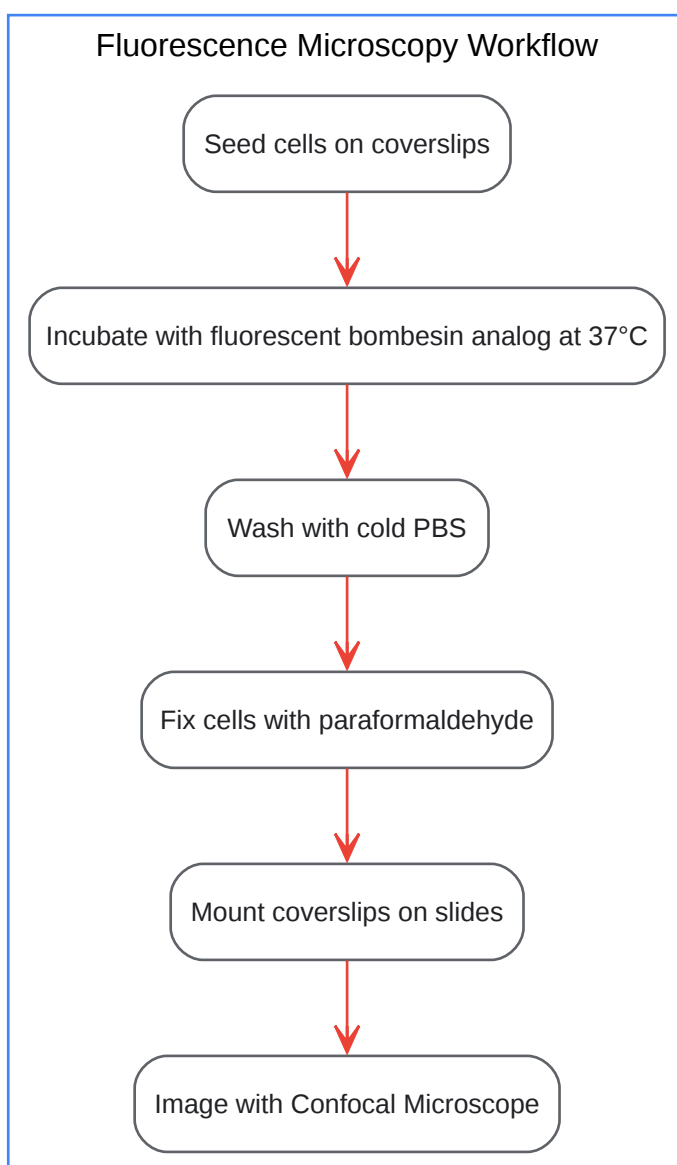 Fluorescence Microscopy Workflow
Seed cells on coverslips
Incubate with fluorescent bombesin analog at 37°C
Wash with cold PBS
Fix cells with paraformaldehyde
Mount coverslips on slides
Image with Confocal Microscope